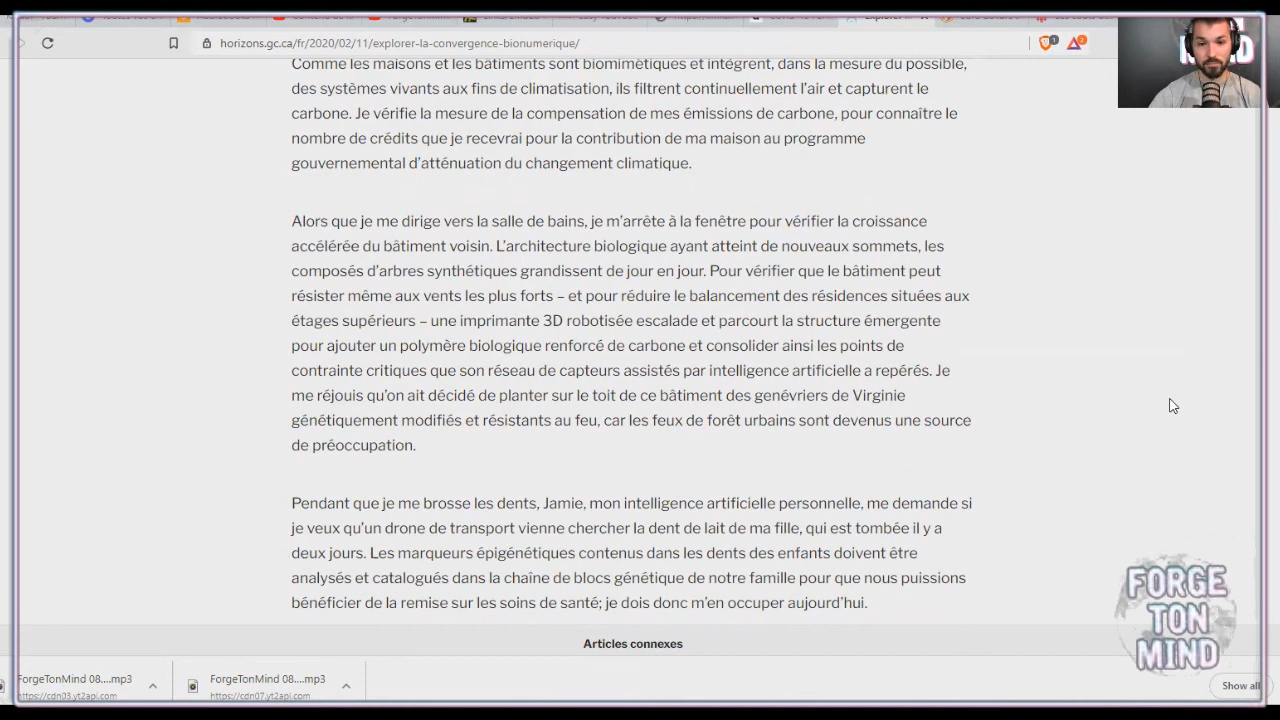 horizons.gc.ca/fr/2020/02/11/explorer-la-convergence-bionumerique/
1
2
MIND
Comme les maisons et les bâtiments sont biomimétiques et intègrent, dans la mesure du possible,
des systèmes vivants aux fins de climatisation, ils filtrent continuellement l'air et capturent le
carbone. Je vérifie la mesure de la compensation de mes émissions de carbone, pour connaître le
nombre de crédits que je recevrai pour la contribution de ma maison au programme
gouvernemental d'atténuation du changement climatique.
Alors que je me dirige vers la salle de bains, je m'arrête à la fenêtre pour vérifier la croissance
accélérée du bâtiment voisin. L'architecture biologique ayant atteint de nouveaux sommets, les
composés d'arbres synthétiques grandissent de jour en jour. Pour vérifier que le bâtiment peut
résister même aux vents les plus forts – et pour réduire le balancement des résidences situées aux
étages supérieurs – une imprimante 3D robotisée escalade et parcourt la structure émergente
pour ajouter un polymère biologique renforcé de carbone et consolider ainsi les points de
contrainte critiques que son réseau de capteurs assistés par intelligence artificielle a repérés. Je
me réjouis qu'on ait décidé de planter sur le toit de ce bâtiment des genévriers de Virginie
génétiquement modifiés et résistants au feu, car les feux de forêt urbains sont devenus une source
de préoccupation.
Pendant que je me brosse les dents, Jamie, mon intelligence artificielle personnelle, me demande si
je veux qu'un drone de transport vienne chercher la dent de lait de ma fille, qui est tombée il y a
deux jours. Les marqueurs épigénétiques contenus dans les dents des enfants doivent être
analysés et catalogués dans la chaîne de blocs génétique de notre famille pour que nous puissions
bénéficier de la remise sur les soins de santé; je dois donc m'en occuper aujourd'hui.
FORGE
TON
MIND
Articles connexes
ForgeTonMind 08....mp3
https://cdn03.yt2api.com
ForgeTonMind 08....mp3
https://cdn07.yt2api.com
Show all